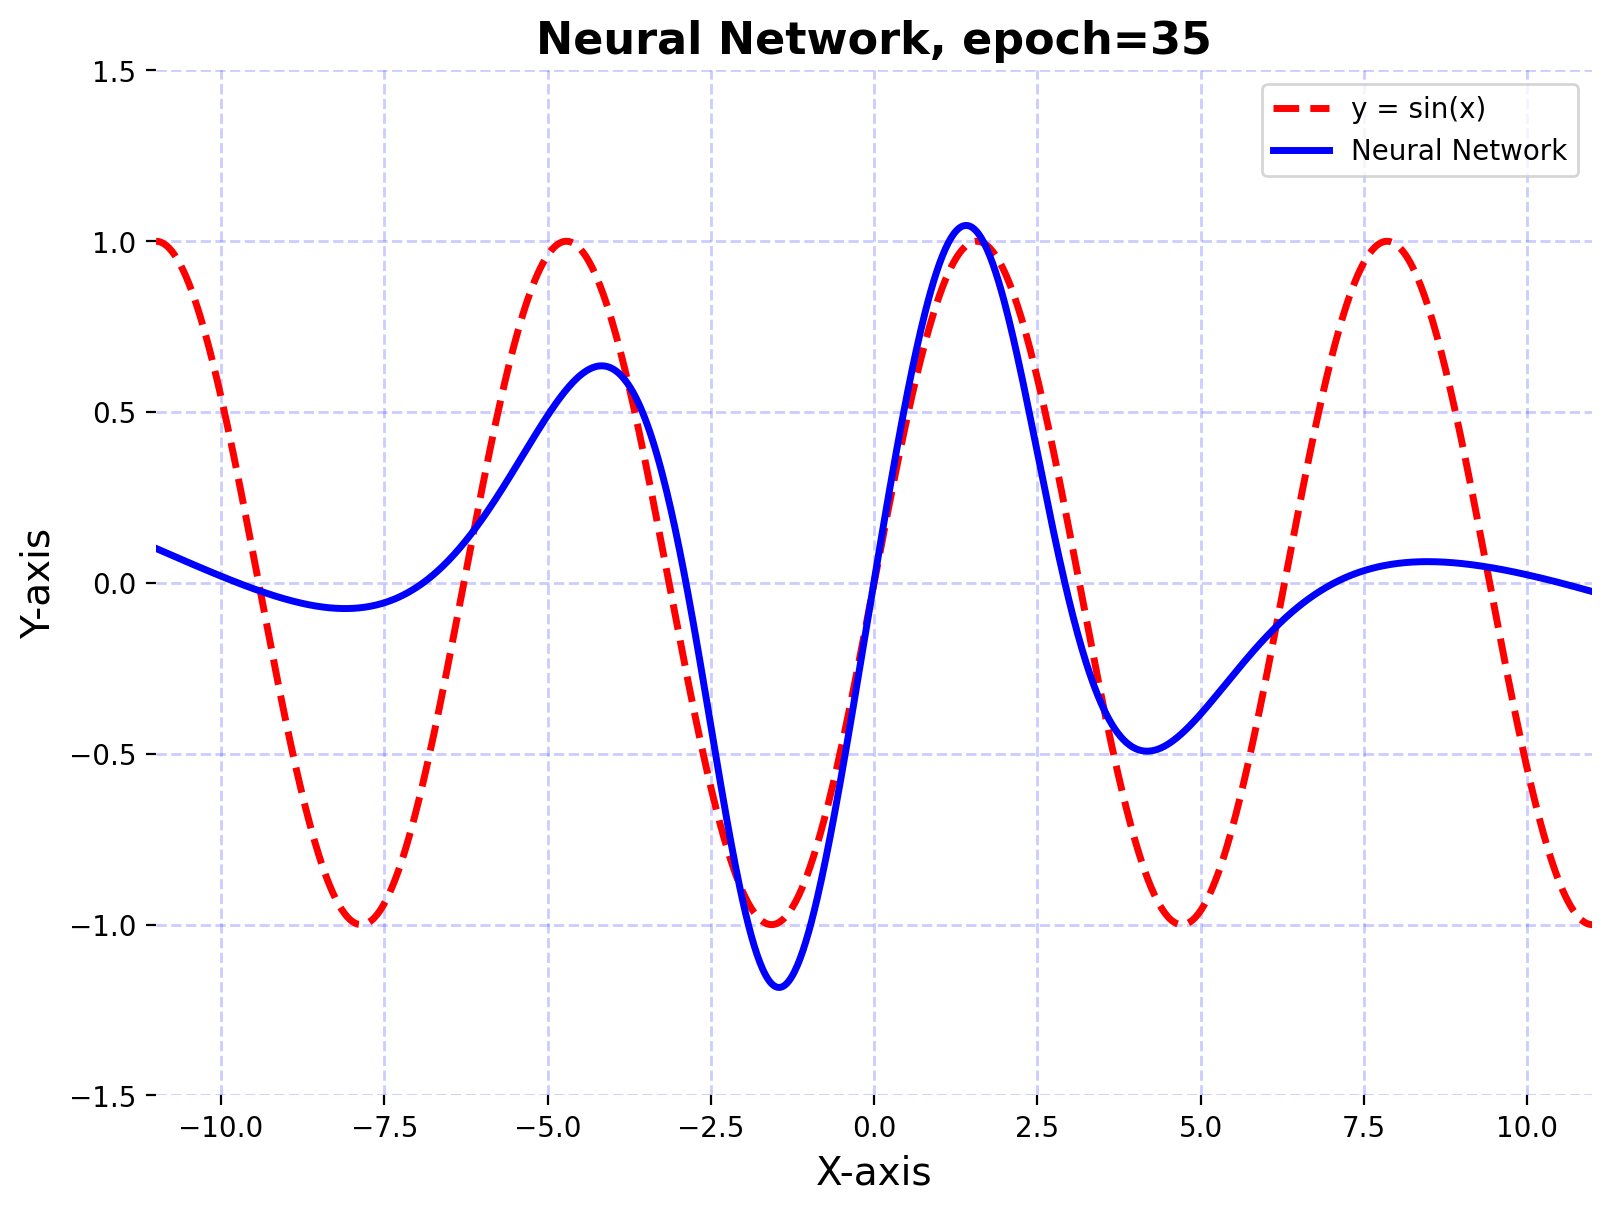 Neural Network, epoch=35
y = sin(x)
Neural Network
1.5
1.0
0.5
0.0
−0.5
−1.0
−1.5
Y-axis
−10.0 −7.5 −5.0 −2.5 0.0 2.5 5.0 7.5 10.0
X-axis